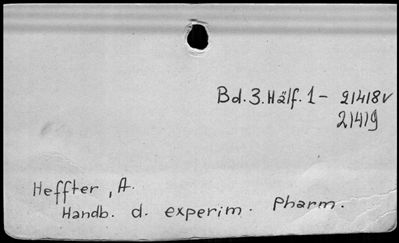 Bd. 3. Hälf. 1 - 21418v
21419
Heffter, A.
Handb. d. experim. Pharm.